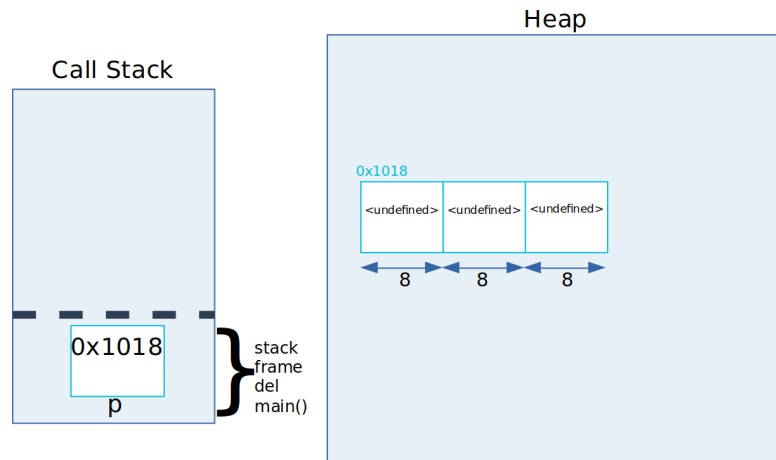 Heap
Call Stack
0x1018
<undefined> <undefined> <undefined>
8 8 8
0x1018
p
stack
frame
del
main()